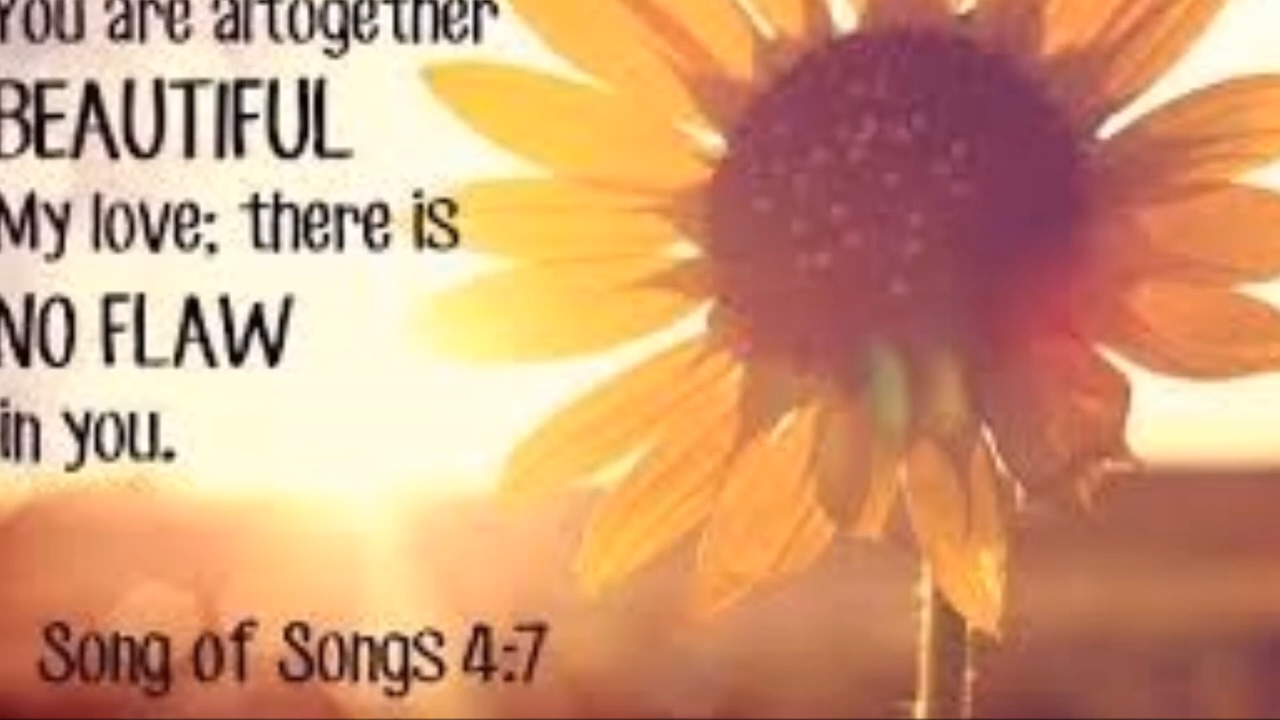 You are altogether
BEAUTIFUL
My love; there is
NO FLAW
in you.
Song of Songs 4:7